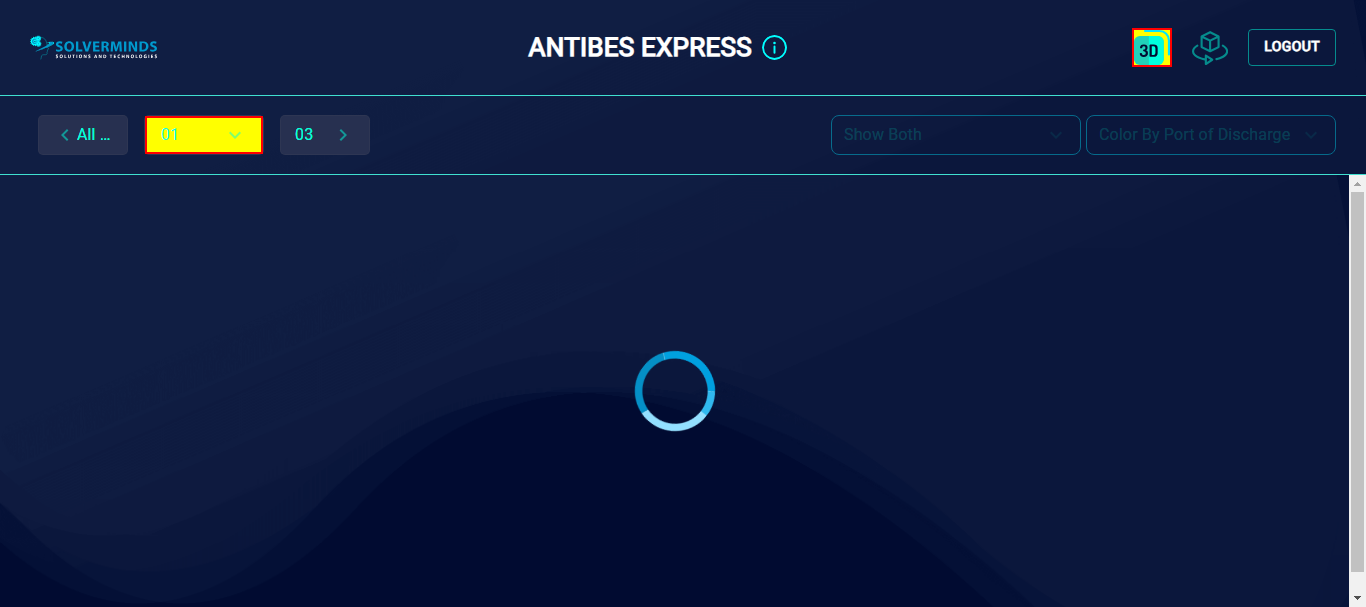 SOLVERMINDS
SOLUTIONS AND TECHNOLOGIES
ANTIBES EXPRESS
3D
LOGOUT
All ...
01
03
Show Both
Color By Port of Discharge